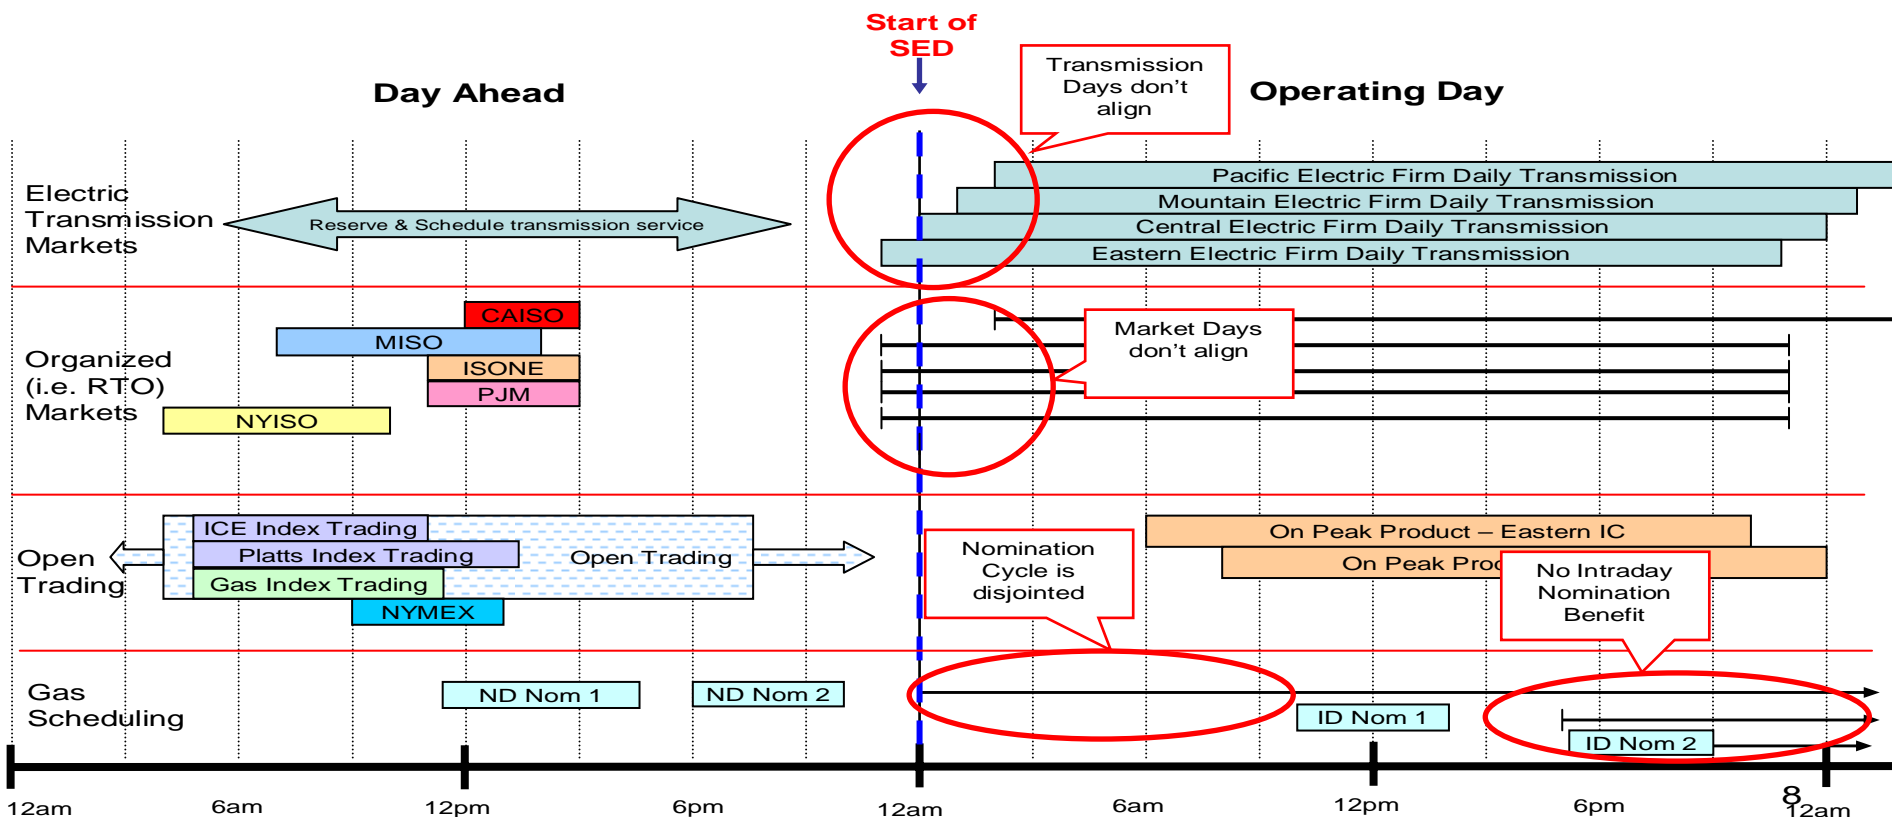 Start of
SED
Day Ahead
Transmission
Days don't
align
Operating Day
Electric
Transmission
Markets
Reserve & Schedule transmission service
Pacific Electric Firm Daily Transmission
Mountain Electric Firm Daily Transmission
Central Electric Firm Daily Transmission
Eastern Electric Firm Daily Transmission
Organized
(i.e. RTO)
Markets
CAISO
MISO
ISONE
PJM
NYISO
Market Days
don't align
Open
Trading
ICE Index Trading
Platts Index Trading
Gas Index Trading
NYMEX
Open Trading
Nomination
Cycle is
disjointed
On Peak Product – Eastern IC
On Peak
No Intraday
Nomination
Benefit
Gas
Scheduling
ND Nom 1
ND Nom 2
ID Nom 1
ID Nom 2
12am
6am
12pm
6pm
12am
6am
12pm
6pm
8
12am